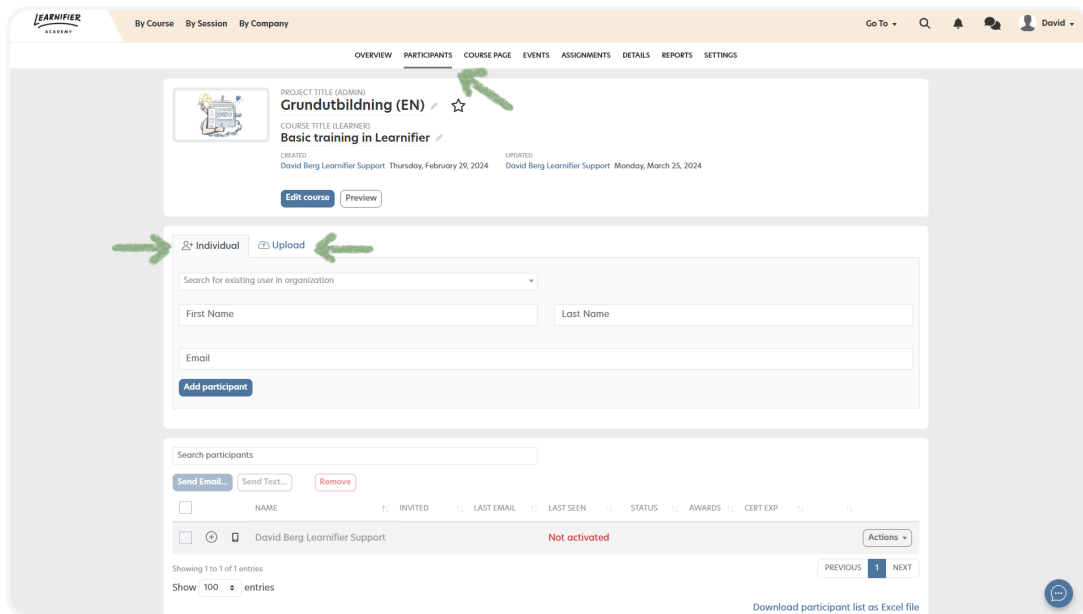 LEARNIFIER
ACADEMY
By Course By Session By Company
Go To
David
OVERVIEW PARTICIPANTS COURSE PAGE EVENTS ASSIGNMENTS DETAILS REPORTS SETTINGS
PROJECT TITLE (ADMIN)
Grundutbildning (EN)
COURSE TITLE (LEARNER)
Basic training in Learnifier
CREATED UPDATED
David Berg Learnifier Support Thursday, February 29, 2024 David Berg Learnifier Support Monday, March 25, 2024
Edit course Preview
Individual Upload
Search for existing user in organization
First Name Last Name
Email
Add participant
Search participants
Send Email... Send Text... Remove
NAME INVITED LAST EMAIL LAST SEEN STATUS AWARDS CERT EXP
David Berg Learnifier Support Not activated Actions
Showing 1 to 1 of 1 entries PREVIOUS 1 NEXT
Show 100 entries
Download participant list as Excel file